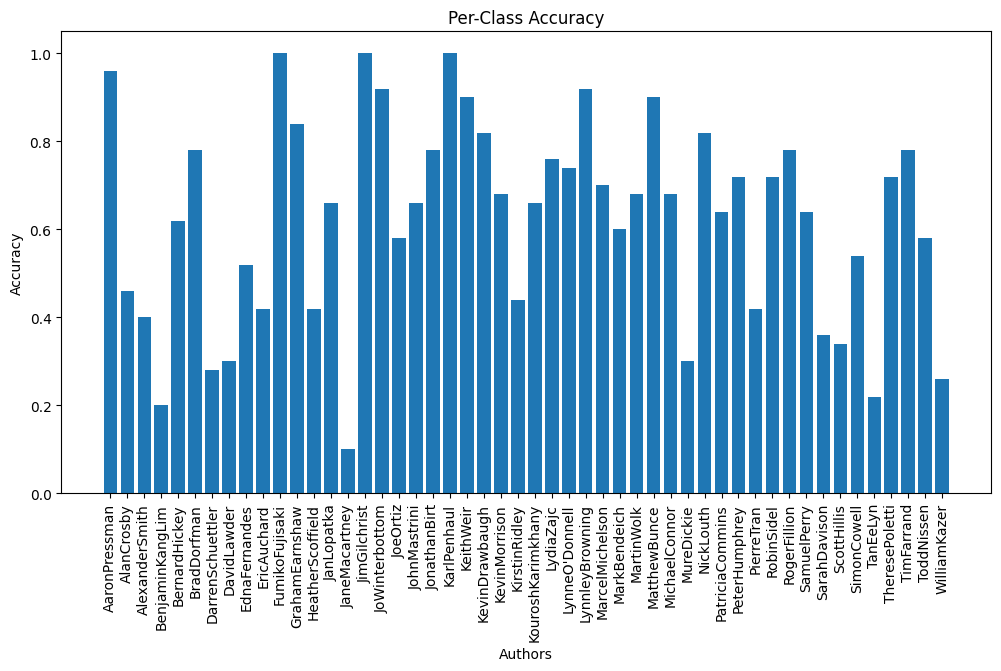 Per-Class Accuracy
Accuracy
1.0
0.8
0.6
0.4
0.2
0.0
AaronPressman
AlanCrosby
AlexanderSmith
BenjaminKangLim
BernardHickey
BradDorfman
DarrenSchuettler
DavidLawder
EdnaFernandes
EricAuchard
FumikoFujisaki
GrahamEarnshaw
HeatherScoffield
JanLopatka
JaneMacartney
JimGilchrist
JoWinterbottom
JoeOrtiz
JohnMastrini
JonathanBirt
KarlPenhaul
KeithWeir
KevinDrawbaugh
KevinMorrison
KirstinRidley
KouroshKarimkhany
LydiaZajc
LynneO'Donnell
LynnleyBrowning
MarcelMichelson
MarkBendeich
MartinWolk
MatthewBunce
MichaelConnor
MureDickie
NickLouth
PatriciaCommins
PeterHumphrey
PierreTran
RobinSidel
RogerFillion
SamuelPerry
SarahDavison
ScottHillis
SimonCowell
TanEeLyn
TheresePoletti
TimFarrand
ToddNissen
WilliamKazer
Authors